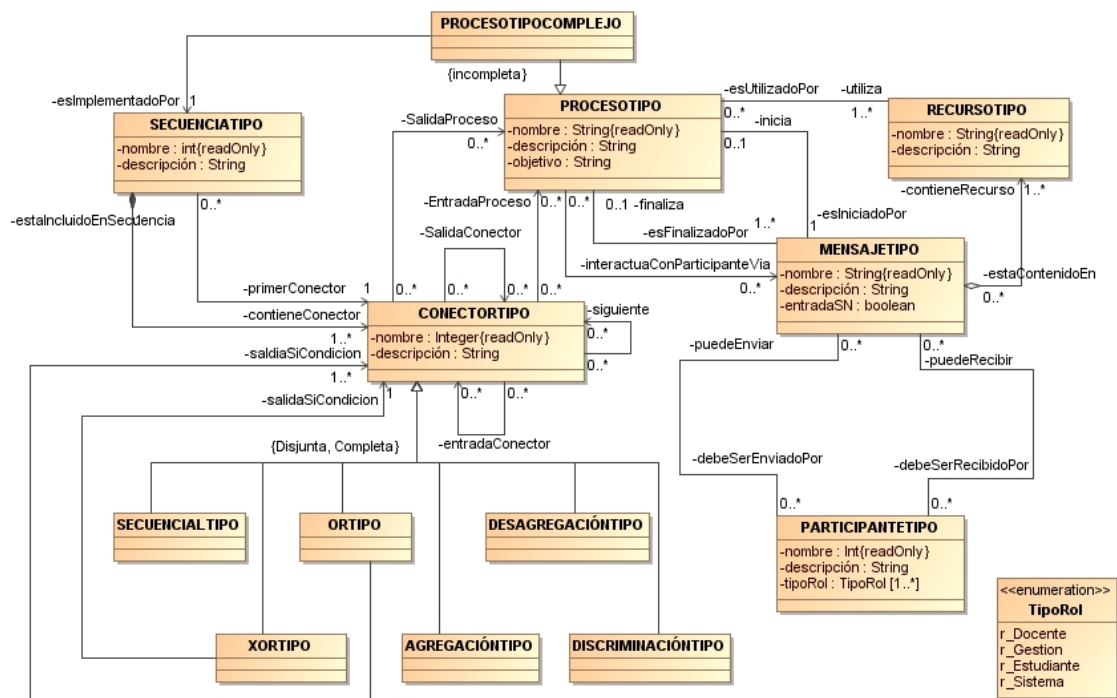 PROCESOTIPOCOMPLEJO
{incompleta}
-esImplementadoPor
1
SECUENCIATIPO
-nombre : int{readOnly}
-descripción : String
-SalidaProceso
0..*
PROCESOTIPO
-nombre : String{readOnly}
-descripción : String
-objetivo : String
-esUtilizadoPor
0..*
-utiliza
1..*
RECURSOTIPO
-nombre : String{readOnly}
-descripción : String
-inicia
0..1
-contieneRecurso
1..*
-estaIncluidoEnSecuencia
0..*
-EntradaProceso
0..*
0..*
0..1
-finaliza
-esFinalizadoPor
1..*
-esIniciadoPor
1
-SalidaConector
-interactuaConParticipanteVia
0..*
MENSAJETIPO
-nombre : String{readOnly}
-descripción : String
-entradaSN : boolean
-estaContenidoEn
0..*
-primerConector
1
0..*
0..*
0..*
0..*
-contieneConector
1..*
CONECTORTIPO
-nombre : Integer{readOnly}
-descripción : String
-siguiente
0..*
0..*
-saldiaSiCondicion
1..*
-salidaSiCondicion
1
0..*
0..*
-entradaConector
-puedeEnviar
0..*
0..*
-puedeRecibir
{Disjunta, Completa}
-debeSerEnviadoPor
0..*
-debeSerRecibidoPor
0..*
SECUENCIALTIPO
ORTIPO
DESAGREGACIÓNTIPO
PARTICIPANTETIPO
-nombre : Int{readOnly}
-descripción : String
-tipoRol : TipoRol [1..*]
XORTIPO
AGREGACIÓNTIPO
DISCRIMINACIÓNTIPO
<<enumeration>>
TipoRol
r_Docente
r_Gestion
r_Estudiante
r_Sistema